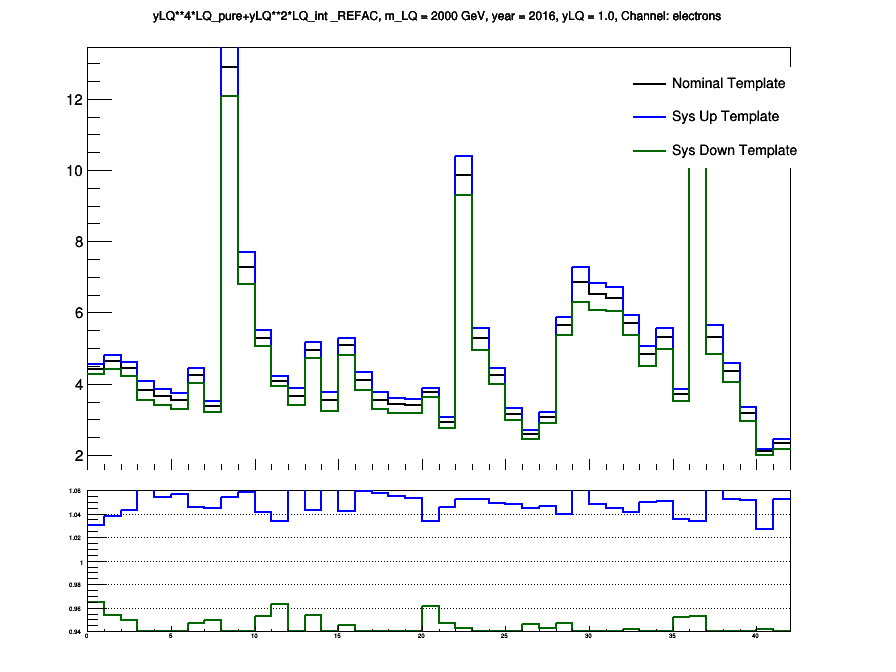 yLQ**4*LQ_pure+yLQ**2*LQ_int _REFAC, m_LQ = 2000 GeV, year = 2016, yLQ = 1.0, Channel: electrons
Nominal Template
Sys Up Template
Sys Down Template
12
10
8
6
4
2
1.06
1.04
1.02
1
0.98
0.96
0.94
0 5 10 15 20 25 30 35 40